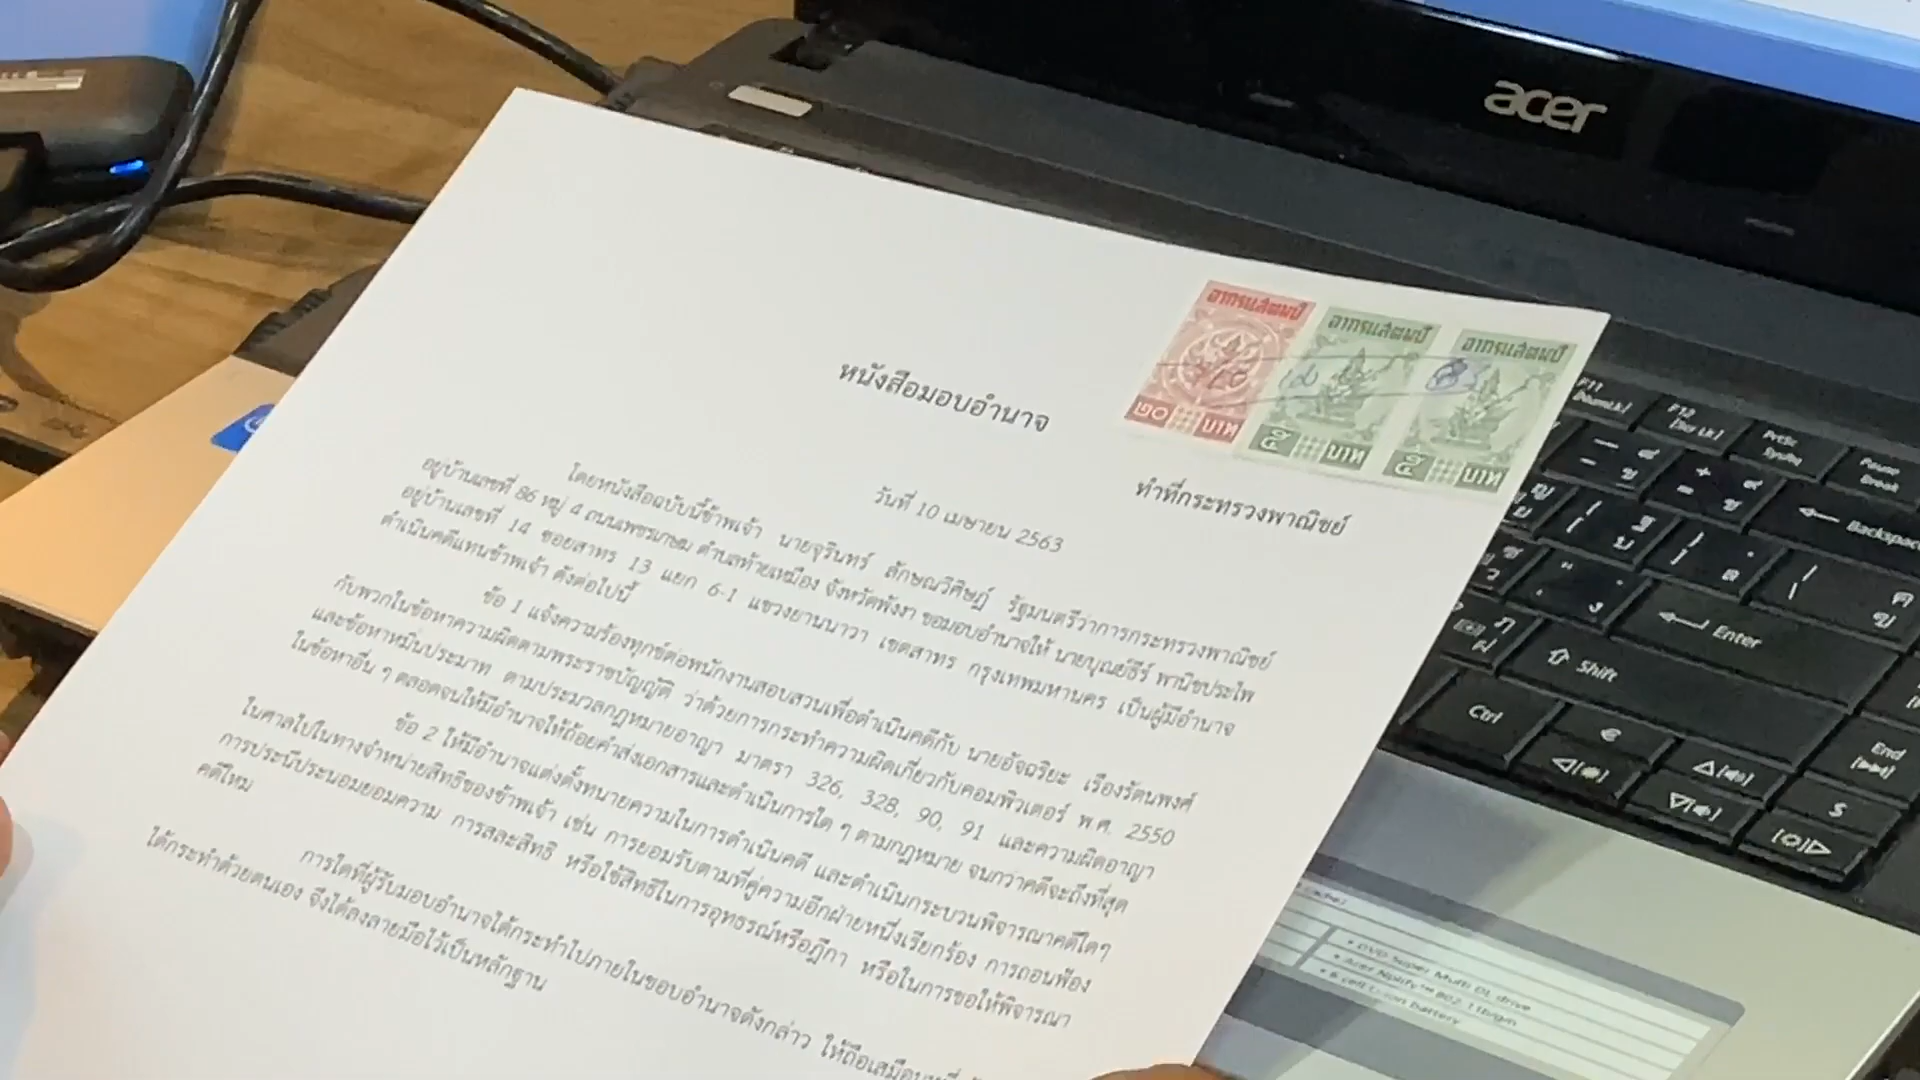 acer
อากรแสตมป์
อากรแสตมป์
อากรแสตมป์
๒๐ บาท
๕ บาท
๕ บาท
หนังสือมอบอำนาจ
ทำที่กระทรวงพาณิชย์
วันที่ 10 เมษายน 2563
โดยหนังสือฉบับนี้ข้าพเจ้า นายจุรินทร์ ลักษณวิศิษฏ์ รัฐมนตรีว่าการกระทรวงพาณิชย์
อยู่บ้านเลขที่ 86 หมู่ 4 ถนนเพชรเกษม ตำบลท้ายเหมือง จังหวัดพังงา ขอมอบอำนาจให้ นายบุณย์ธีร์ พานิชประไพ
อยู่บ้านเลขที่ 14 ซอยสาทร 13 แยก 6-1 แขวงยานนาวา เขตสาทร กรุงเทพมหานคร เป็นผู้มีอำนาจ
ดำเนินคดีแทนข้าพเจ้า ดังต่อไปนี้
ข้อ 1 แจ้งความร้องทุกข์ต่อพนักงานสอบสวนเพื่อดำเนินคดีกับ นายอัจฉริยะ เรืองรัตนพงศ์
กับพวกในข้อหาความผิดตามพระราชบัญญัติ ว่าด้วยการกระทำความผิดเกี่ยวกับคอมพิวเตอร์ พ.ศ. 2550
และข้อหาหมิ่นประมาท ตามประมวลกฎหมายอาญา มาตรา 326, 328, 90, 91 และความผิดอาญา
ในข้อหาอื่น ๆ ตลอดจนให้มีอำนาจให้ถ้อยคำส่งเอกสารและดำเนินการใด ๆ ตามกฎหมาย จนกว่าคดีจะถึงที่สุด
ข้อ 2 ให้มีอำนาจแต่งตั้งทนายความในการดำเนินคดี และดำเนินกระบวนพิจารณาคดีใดๆ
ในศาลไปในทางจำหน่ายสิทธิของข้าพเจ้า เช่น การยอมรับตามที่คู่ความอีกฝ่ายหนึ่งเรียกร้อง การถอนฟ้อง
การประนีประนอมยอมความ การสละสิทธิ หรือใช้สิทธิในการอุทธรณ์หรือฎีกา หรือในการขอให้พิจารณา
คดีใหม่
การใดที่ผู้รับมอบอำนาจได้กระทำไปภายในขอบอำนาจดังกล่าว ให้ถือเสมือน
ได้กระทำด้วยตนเอง จึงได้ลงลายมือไว้เป็นหลักฐาน
F11
F12
Pause
Break
Backspace
Enter
Shift
Ctrl
End
• DVD Super Multi DL drive
• Acer Nplify™ 802.11b/g/n
• 6-cell Li-ion battery